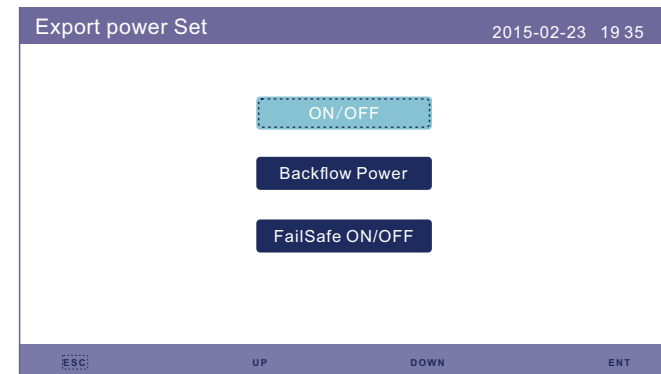 Export power Set
2015-02-23 19 35
ON/OFF
Backflow Power
FailSafe ON/OFF
ESC UP DOWN ENT